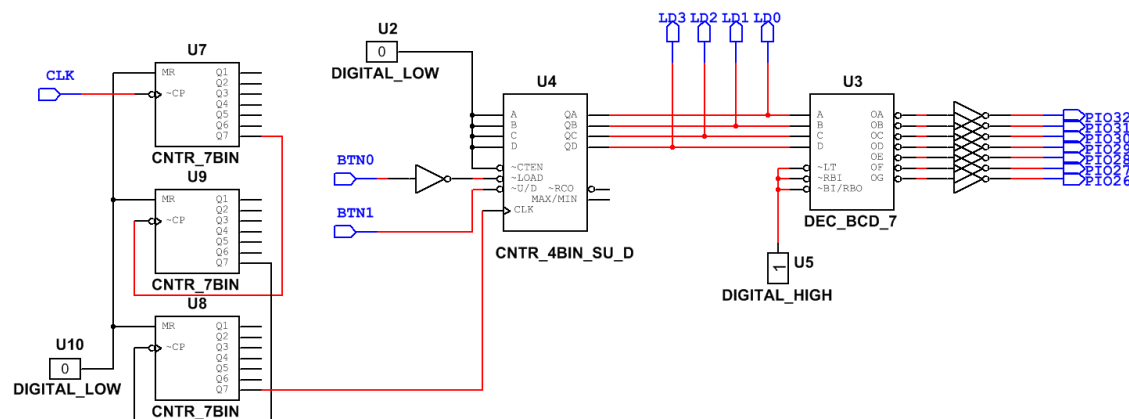 LD3 LD2 LD1 LD0
U2
0
DIGITAL_LOW
U7
CLK
MR
~CP
Q1
Q2
Q3
Q4
Q5
Q6
Q7
CNTR_7BIN
U9
MR
~CP
Q1
Q2
Q3
Q4
Q5
Q6
Q7
CNTR_7BIN
U8
MR
~CP
Q1
Q2
Q3
Q4
Q5
Q6
Q7
CNTR_7BIN
U10
0
DIGITAL_LOW
BTN0
BTN1
U4
A
B
C
D
~CTEN
~LOAD
~U/D
CLK
QA
QB
QC
QD
~RCO
MAX/MIN
CNTR_4BIN_SU_D
U3
A
B
C
D
~LT
~RBI
~BI/RBO
OA
OB
OC
OD
OE
OF
OG
DEC_BCD_7
U5
1
DIGITAL_HIGH
PIO32
PIO31
PIO30
PIO29
PIO28
PIO27
PIO26